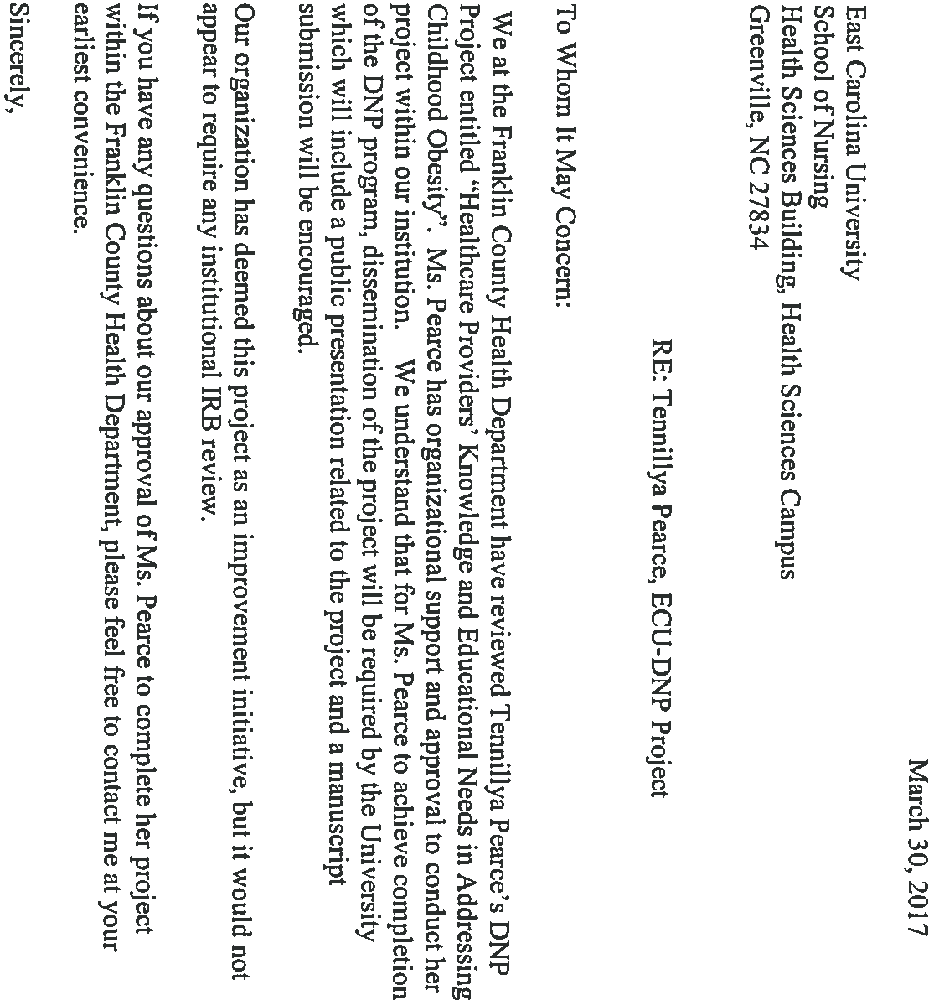 March 30, 2017
East Carolina University
School of Nursing
Health Sciences Building, Health Sciences Campus
Greenville, NC 27834
RE: Tennillya Pearce, ECU-DNP Project
To Whom It May Concern:
We at the Franklin County Health Department have reviewed Tennillya Pearce's DNP
Project entitled “Healthcare Providers’ Knowledge and Educational Needs in Addressing
Childhood Obesity”. Ms. Pearce has organizational support and approval to conduct her
project within our institution. We understand that for Ms. Pearce to achieve completion
of the DNP program, dissemination of the project will be required by the University
which will include a public presentation related to the project and a manuscript
submission will be encouraged.
Our organization has deemed this project as an improvement initiative, but it would not
appear to require any institutional IRB review.
If you have any questions about our approval of Ms. Pearce to complete her project
within the Franklin County Health Department, please feel free to contact me at your
earliest convenience.
Sincerely,